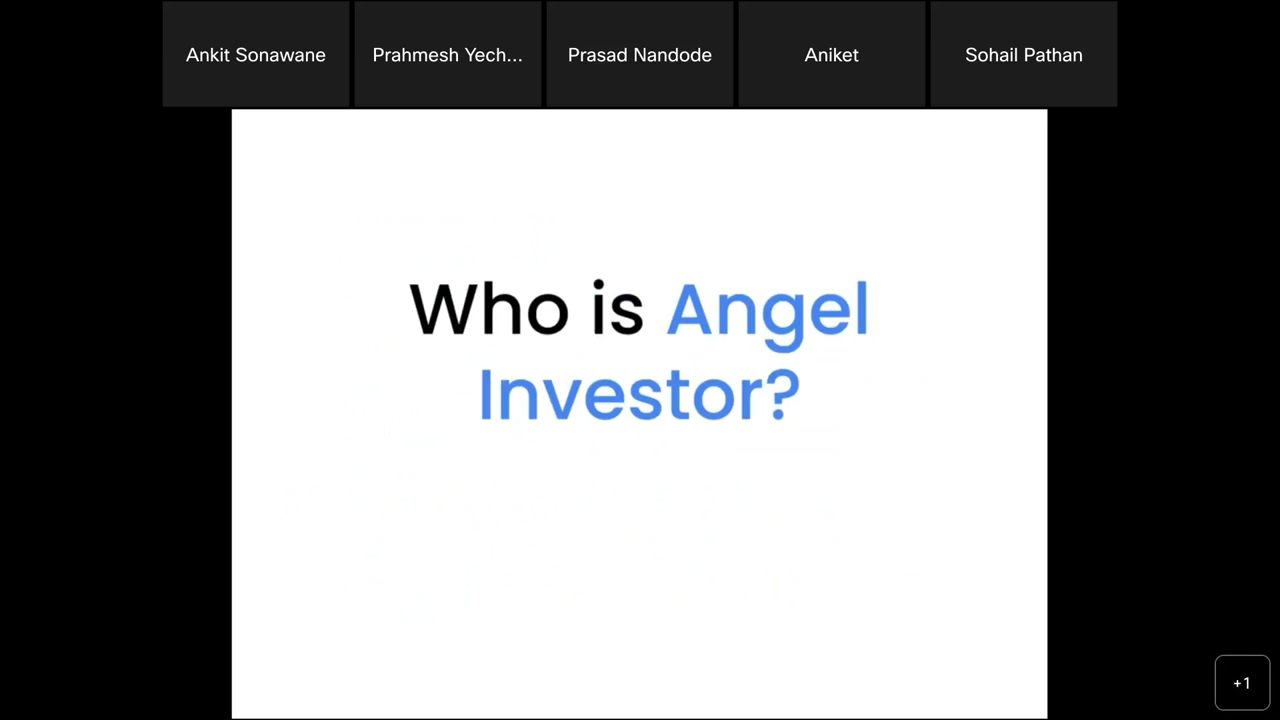 Ankit Sonawane
Prahmesh Yech...
Prasad Nandode
Aniket
Sohail Pathan
Who is Angel
Investor?
+1